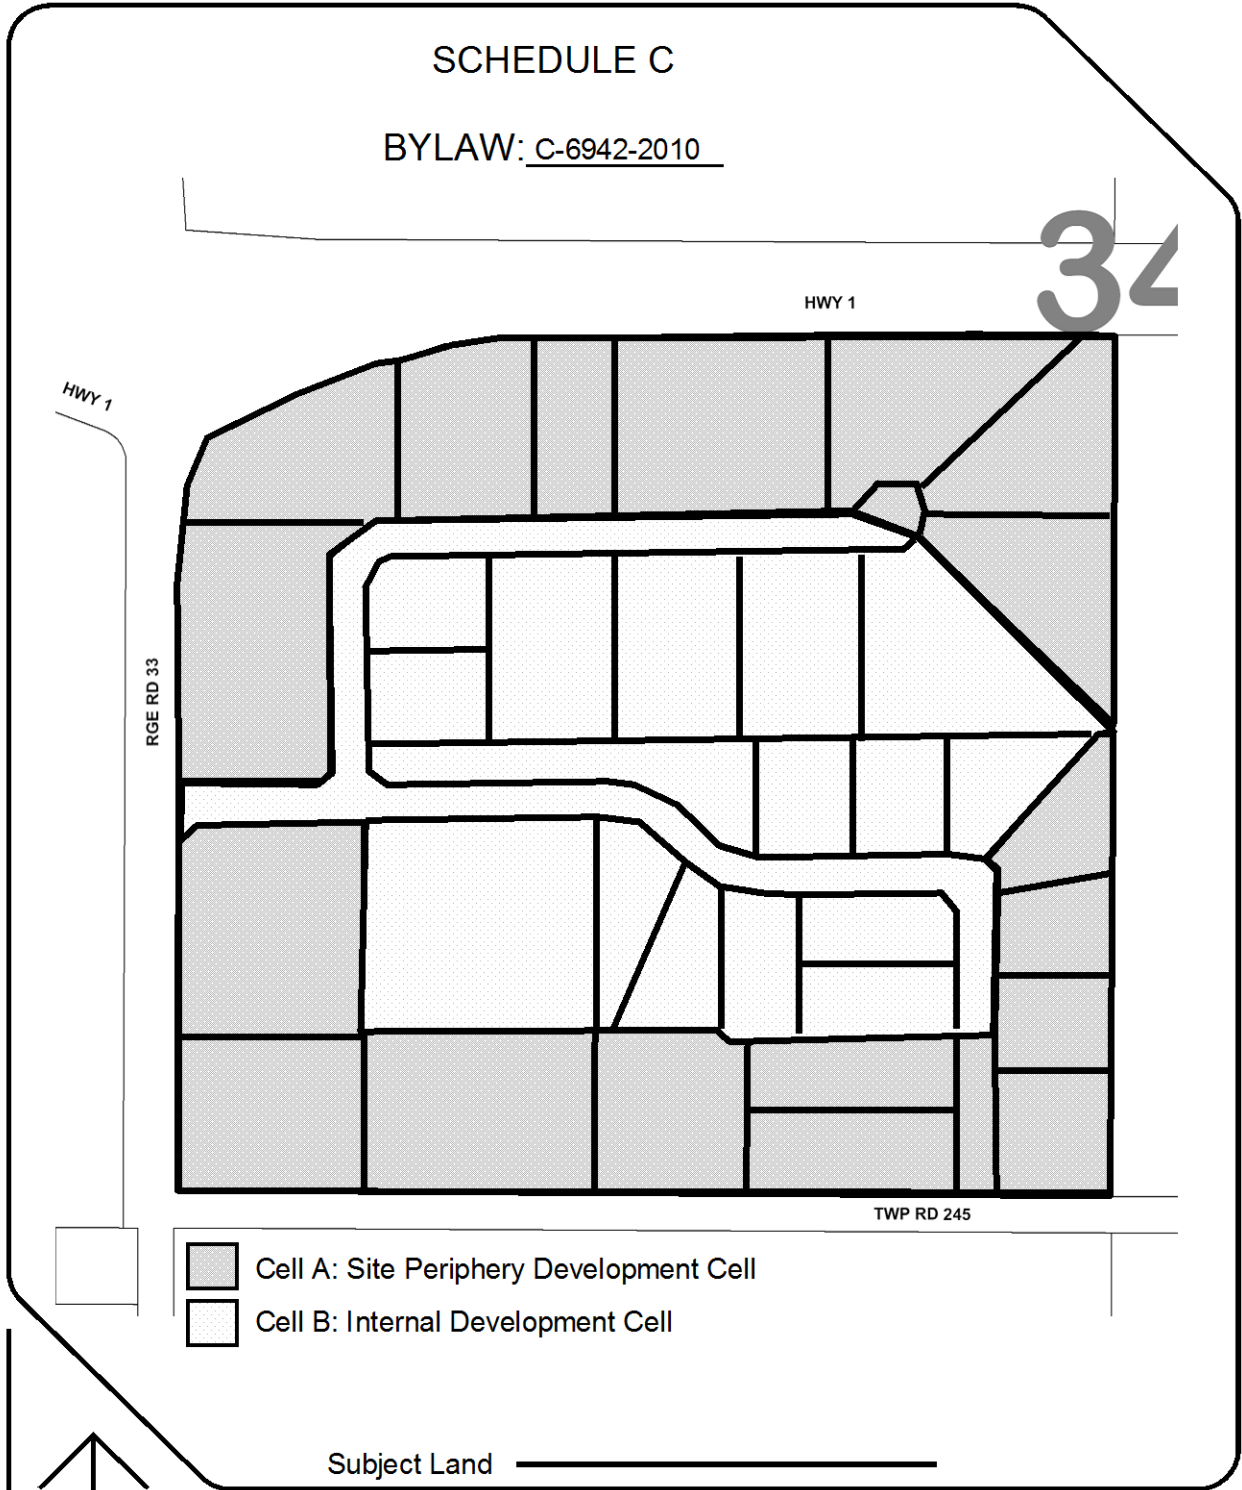 SCHEDULE C
BYLAW: C-6942-2010
34
HWY 1
HWY 1
RGE RD 33
TWP RD 245
Cell A: Site Periphery Development Cell
Cell B: Internal Development Cell
Subject Land